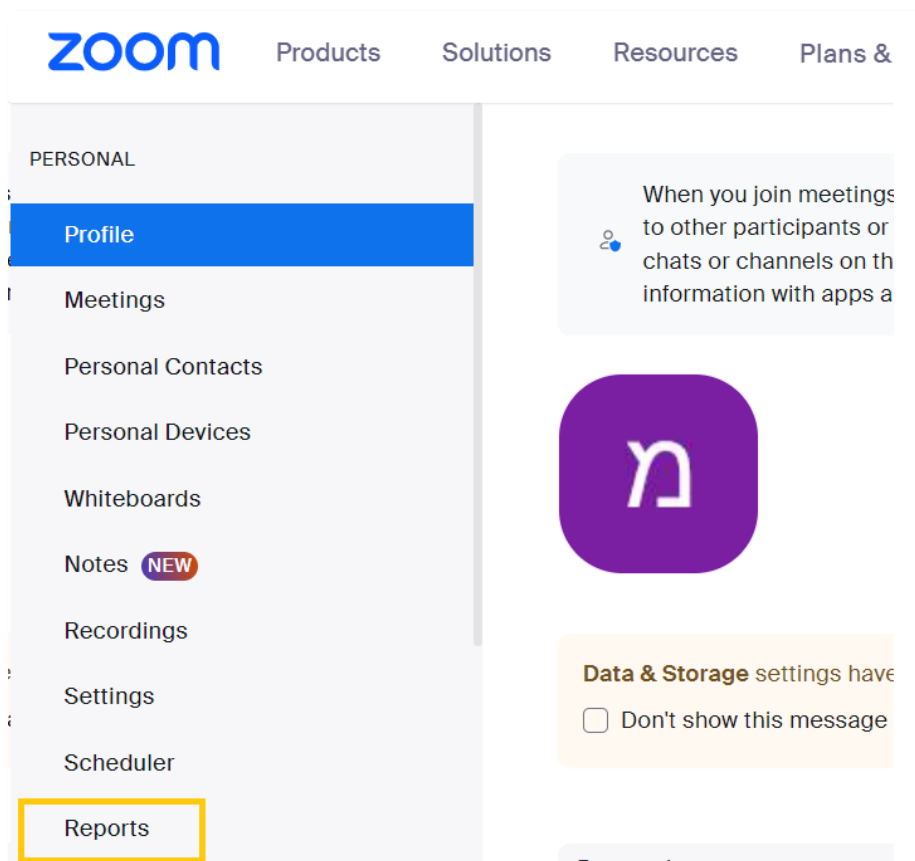 zoom Products Solutions Resources Plans &
PERSONAL
Profile
Meetings
Personal Contacts
Personal Devices
Whiteboards
Notes NEW
Recordings
Settings
Scheduler
Reports
When you join meetings
to other participants or
chats or channels on th
information with apps a
מ
Data & Storage settings have
Don't show this message